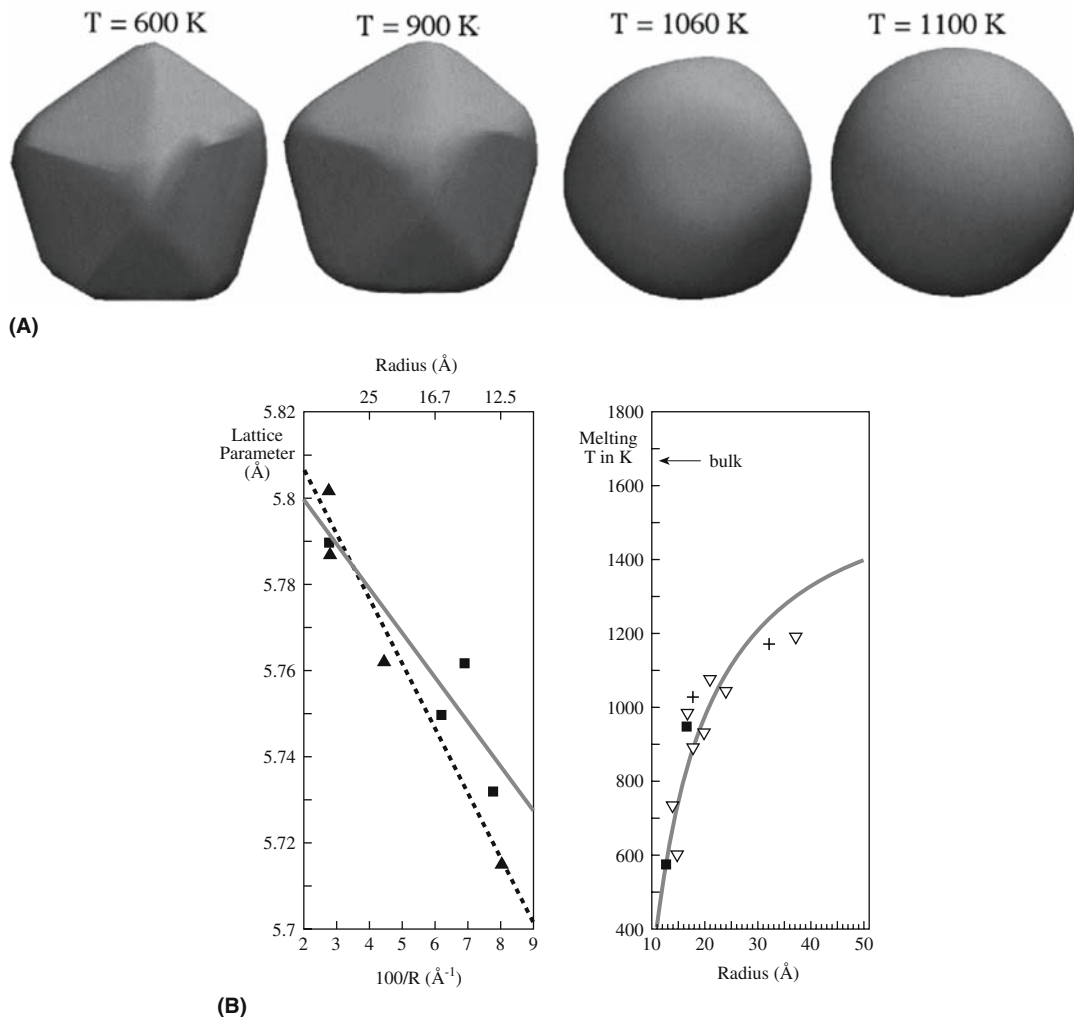 T = 600 K
T = 900 K
T = 1060 K
T = 1100 K
(A)
Radius (Å)
25
16.7
12.5
5.82
Lattice
Parameter
(Å)
5.8
5.78
5.76
5.74
5.72
5.7
2
3
4
5
6
7
8
9
100/R (Å⁻¹)
1800
Melting
T in K
bulk
1600
1400
1200
1000
800
600
400
10
20
30
40
50
Radius (Å)
(B)